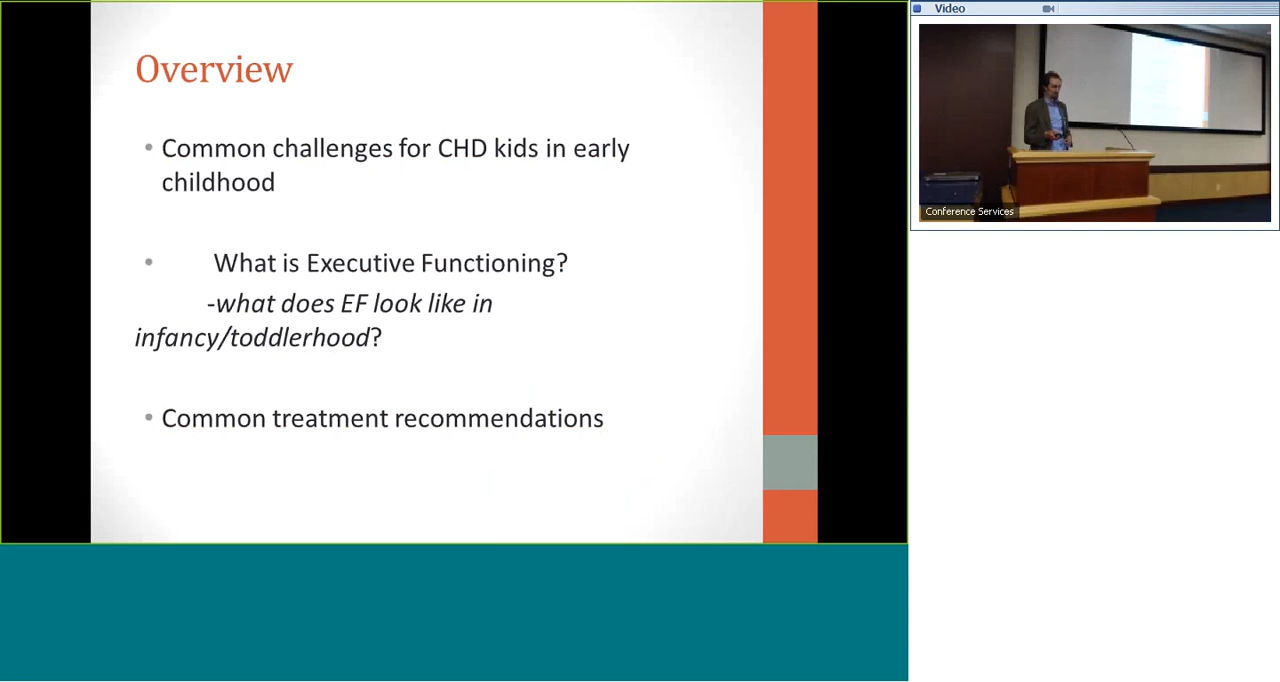 Overview
• Common challenges for CHD kids in early
childhood
• What is Executive Functioning?
-what does EF look like in
infancy/toddlerhood?
• Common treatment recommendations
Video
Conference Services